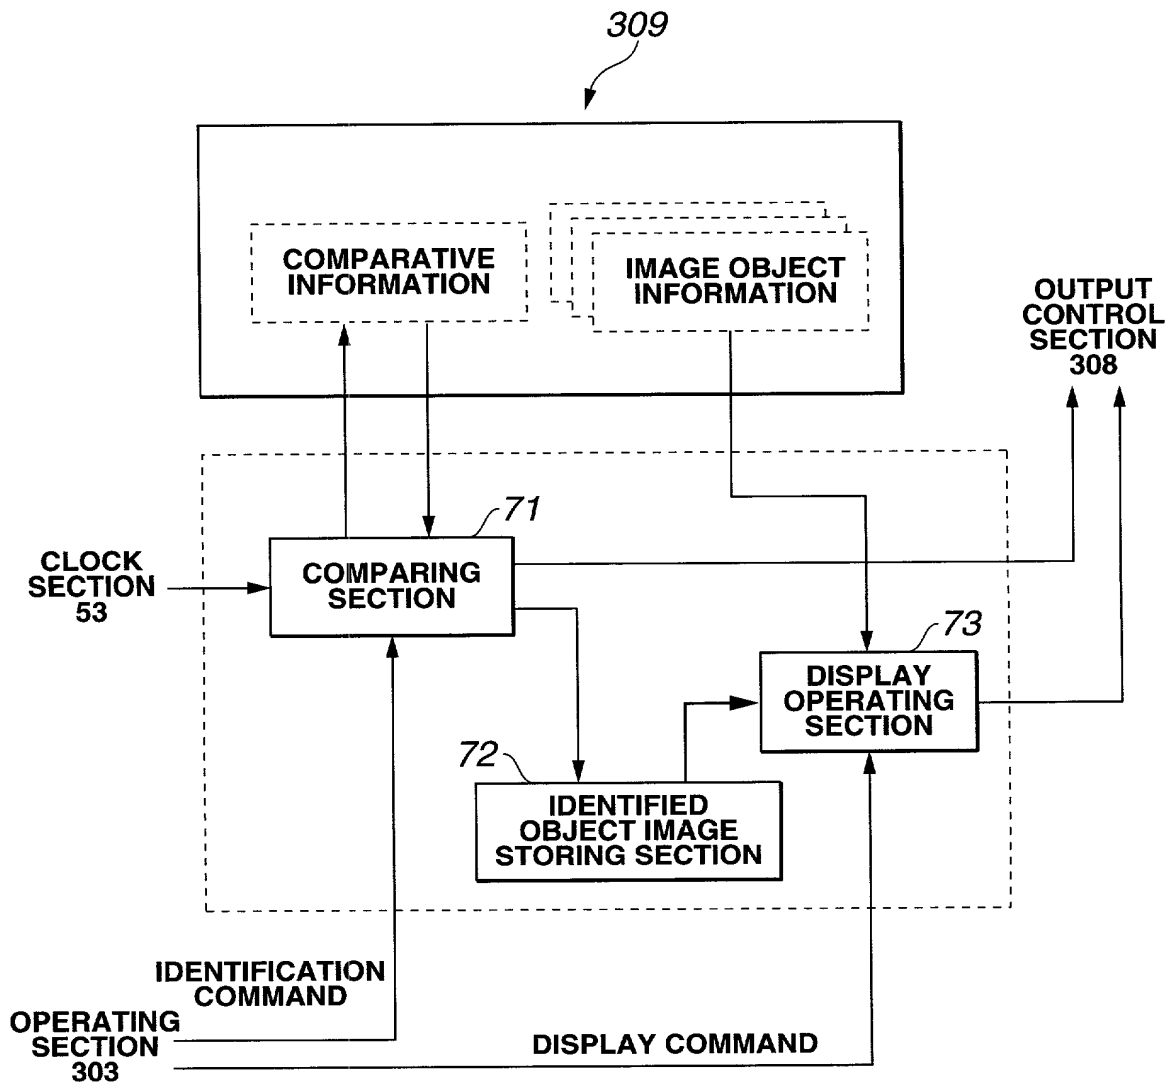 309
COMPARATIVE
INFORMATION
IMAGE OBJECT
INFORMATION
OUTPUT
CONTROL
SECTION
308
71
CLOCK
SECTION
53
COMPARING
SECTION
73
DISPLAY
OPERATING
SECTION
72
IDENTIFIED
OBJECT IMAGE
STORING SECTION
IDENTIFICATION
COMMAND
OPERATING
SECTION
303
DISPLAY COMMAND